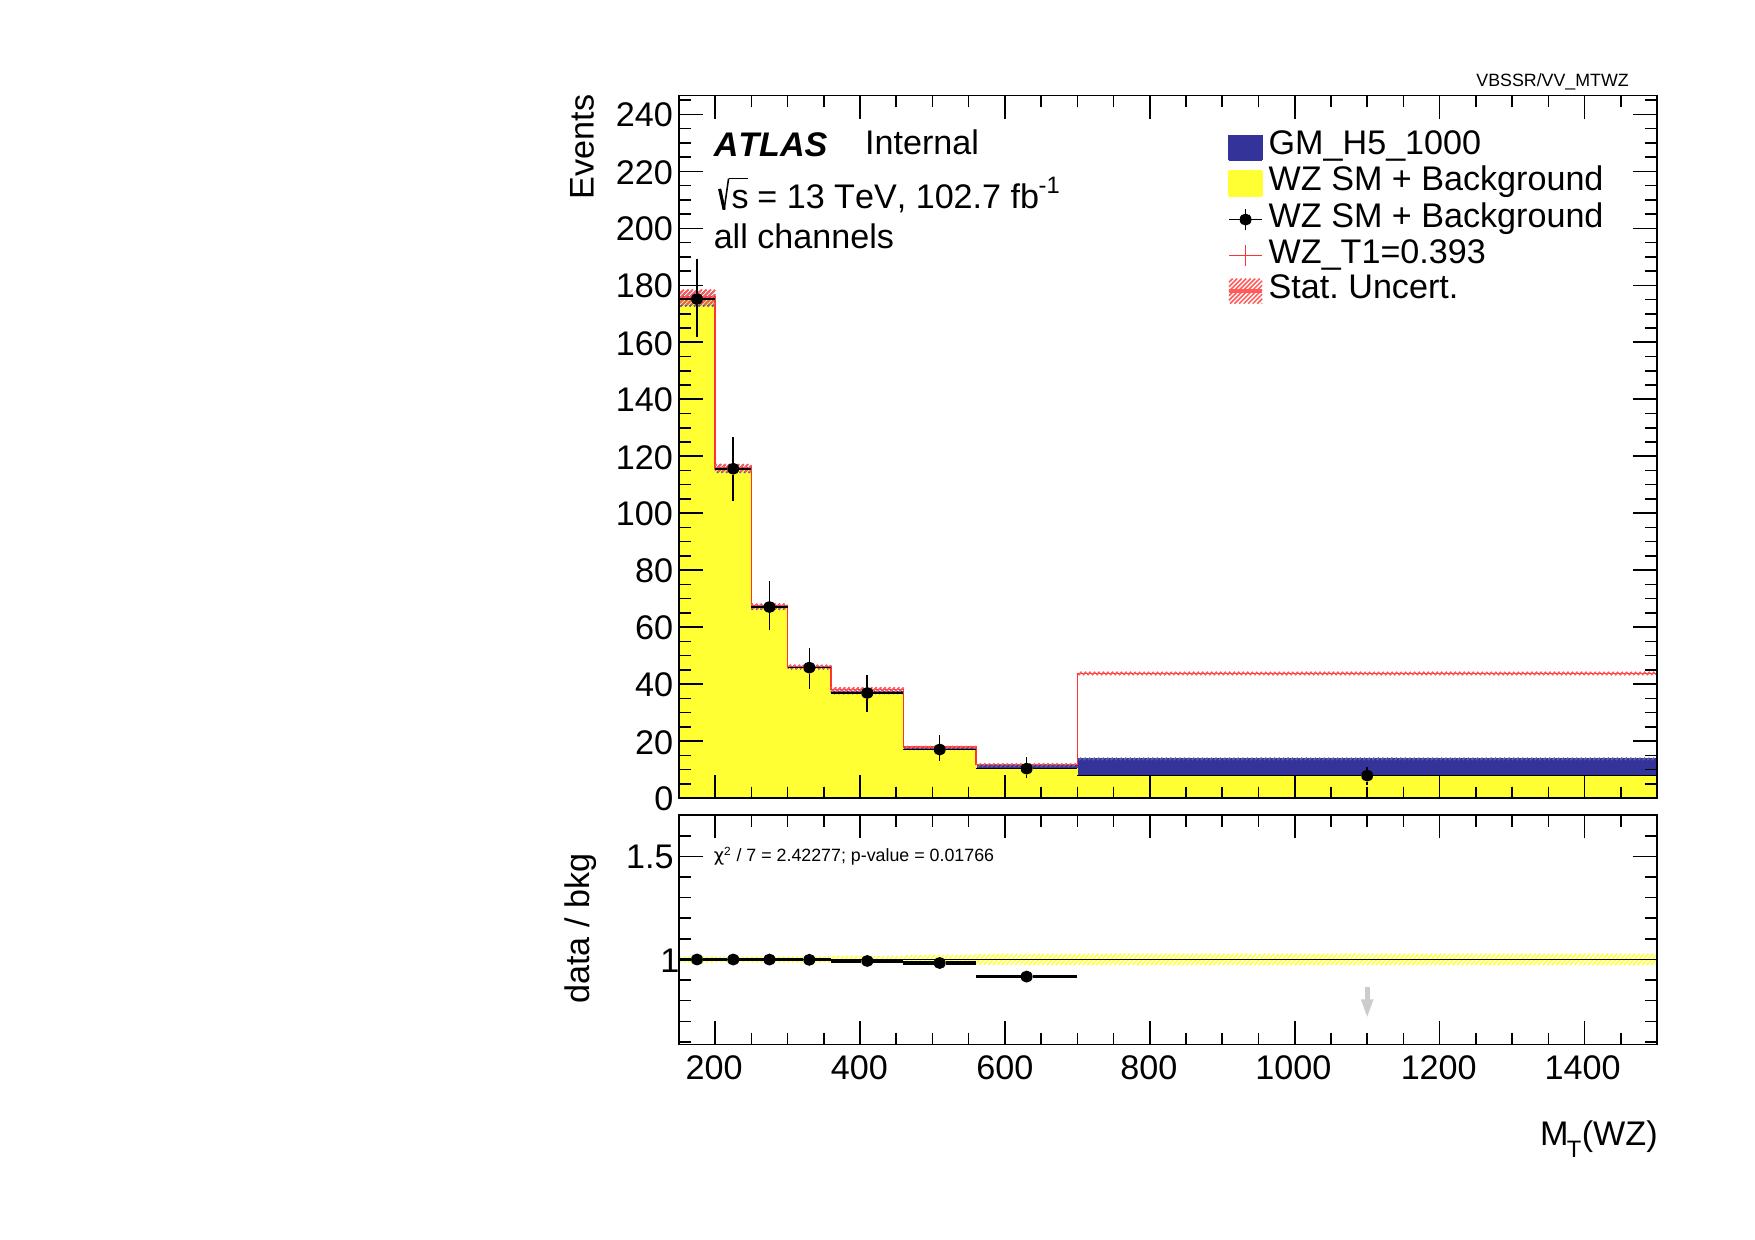 VBSSR/VV_MTWZ
Events
240
220
200
180
160
140
120
100
80
60
40
20
0
ATLAS Internal
√s = 13 TeV, 102.7 fb-1
all channels
GM_H5_1000
WZ SM + Background
WZ SM + Background
WZ_T1=0.393
Stat. Uncert.
data / bkg
1.5
1
χ² / 7 = 2.42277; p-value = 0.01766
200 400 600 800 1000 1200 1400
MT(WZ)